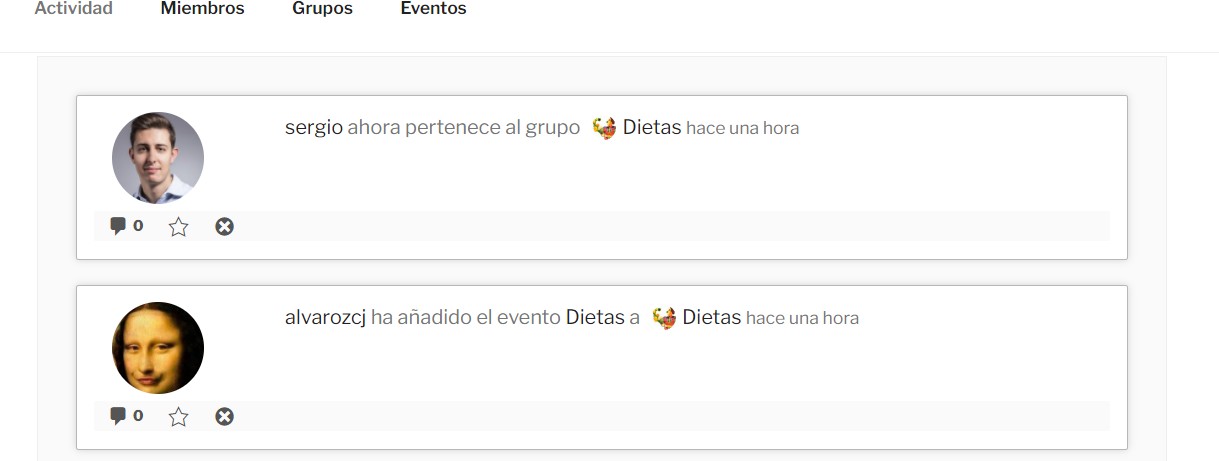 Actividad Miembros Grupos Eventos
sergio ahora pertenece al grupo Dietas hace una hora
0
alvarozcj ha añadido el evento Dietas a Dietas hace una hora
0